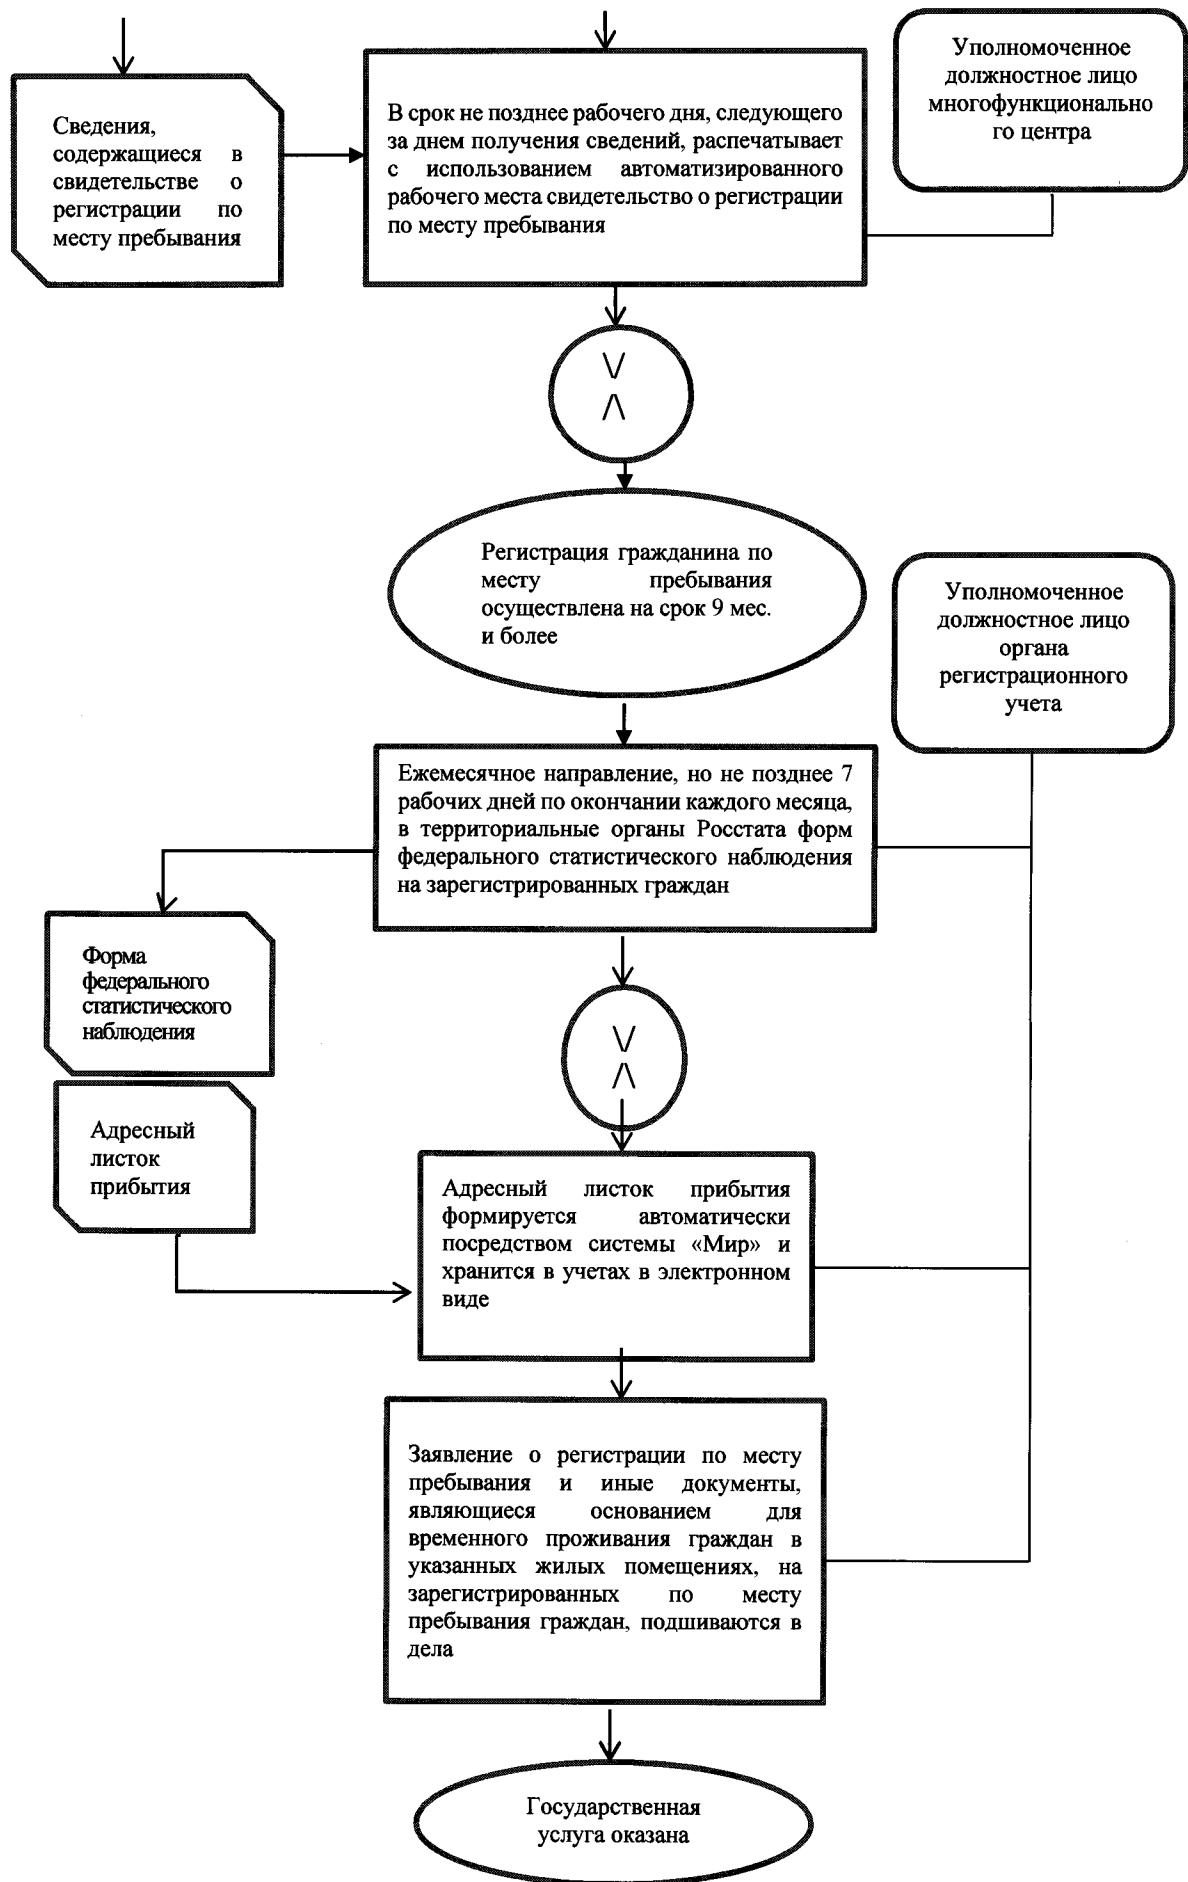 Уполномоченное
должностное лицо
многофункционально
го центра
Сведения,
содержащиеся в
свидетельстве о
регистрации по
месту пребывания
В срок не позднее рабочего дня, следующего
за днем получения сведений, распечатывает
с использованием автоматизированного
рабочего места свидетельство о регистрации
по месту пребывания
Регистрация гражданина по
месту пребывания
осуществлена на срок 9 мес.
и более
Уполномоченное
должностное лицо
органа
регистрационного
учета
Ежемесячное направление, но не позднее 7
рабочих дней по окончании каждого месяца,
в территориальные органы Росстата форм
федерального статистического наблюдения
на зарегистрированных граждан
Форма
федерального
статистического
наблюдения
Адресный
листок
прибытия
Адресный листок прибытия
формируется автоматически
посредством системы «Мир» и
хранится в учетах в электронном
виде
Заявление о регистрации по месту
пребывания и иные документы,
являющиеся основанием для
временного проживания граждан в
указанных жилых помещениях, на
зарегистрированных по месту
пребывания граждан, подшиваются в
дела
Государственная
услуга оказана